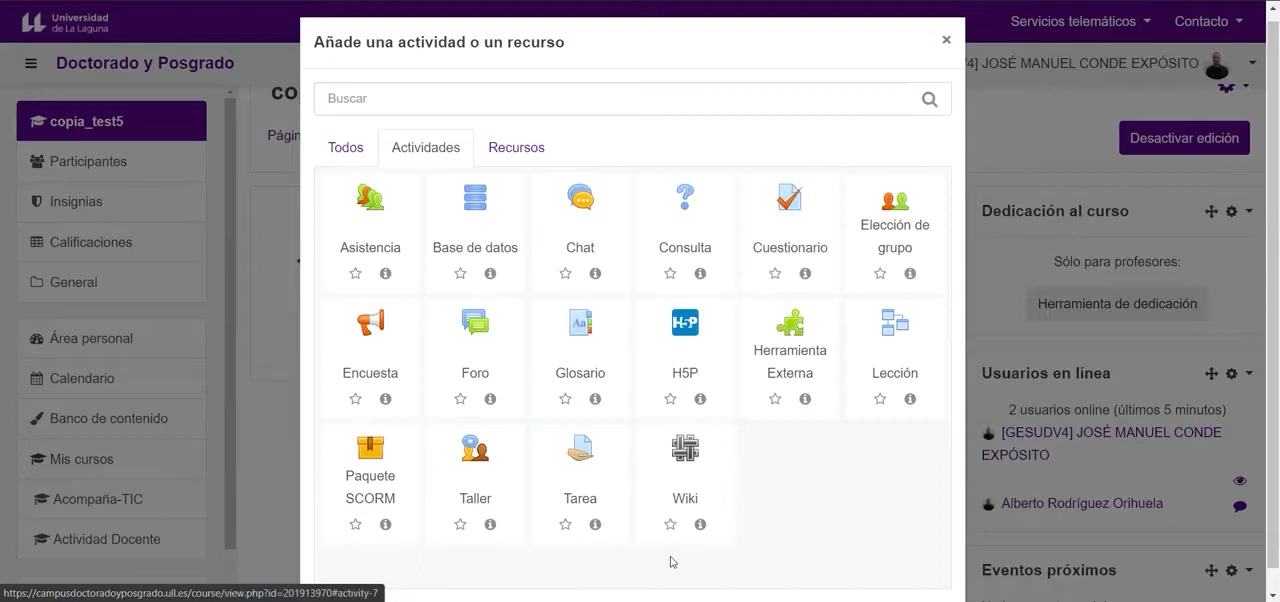 Universidad
de La Laguna
Servicios telemáticos
Contacto
Doctorado y Posgrado
4] JOSÉ MANUEL CONDE EXPÓSITO
Añade una actividad o un recurso
×
Buscar
Todos
Actividades
Recursos
Asistencia
Base de datos
Chat
Consulta
Cuestionario
Elección de
grupo
Encuesta
Foro
Glosario
H5P
H5P
Herramienta
Externa
Lección
Paquete
SCORM
Taller
Tarea
Wiki
copia_test5
Participantes
Insignias
Calificaciones
General
Área personal
Calendario
Banco de contenido
Mis cursos
Acompaña-TIC
Actividad Docente
co
Págin
Desactivar edición
Dedicación al curso
Sólo para profesores:
Herramienta de dedicación
Usuarios en línea
2 usuarios online (últimos 5 minutos)
[GESUDV4] JOSÉ MANUEL CONDE
EXPÓSITO
Alberto Rodríguez Orihuela
Eventos próximos
https://campusdoctoradoyposgrado.ull.es/course/view.php?id=201913970#activity-7